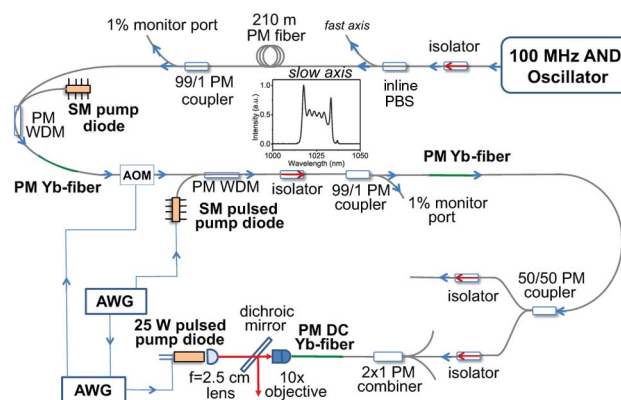 1% monitor port
210 m
PM fiber
fast axis
isolator
100 MHz AND
Oscillator
99/1 PM
coupler
slow axis
inline
PBS
Intensity (a.u.)
1.0
0.5
0.0
1000
1025
1050
Wavelength (nm)
PM
WDM
SM pump
diode
PM Yb-fiber
AOM
PM WDM
isolator
99/1 PM
coupler
PM Yb-fiber
1% monitor
port
SM pulsed
pump diode
isolator
50/50 PM
coupler
AWG
25 W pulsed
pump diode
dichroic
mirror
PM DC
Yb-fiber
f=2.5 cm
lens
10x
objective
2x1 PM
combiner
isolator
AWG